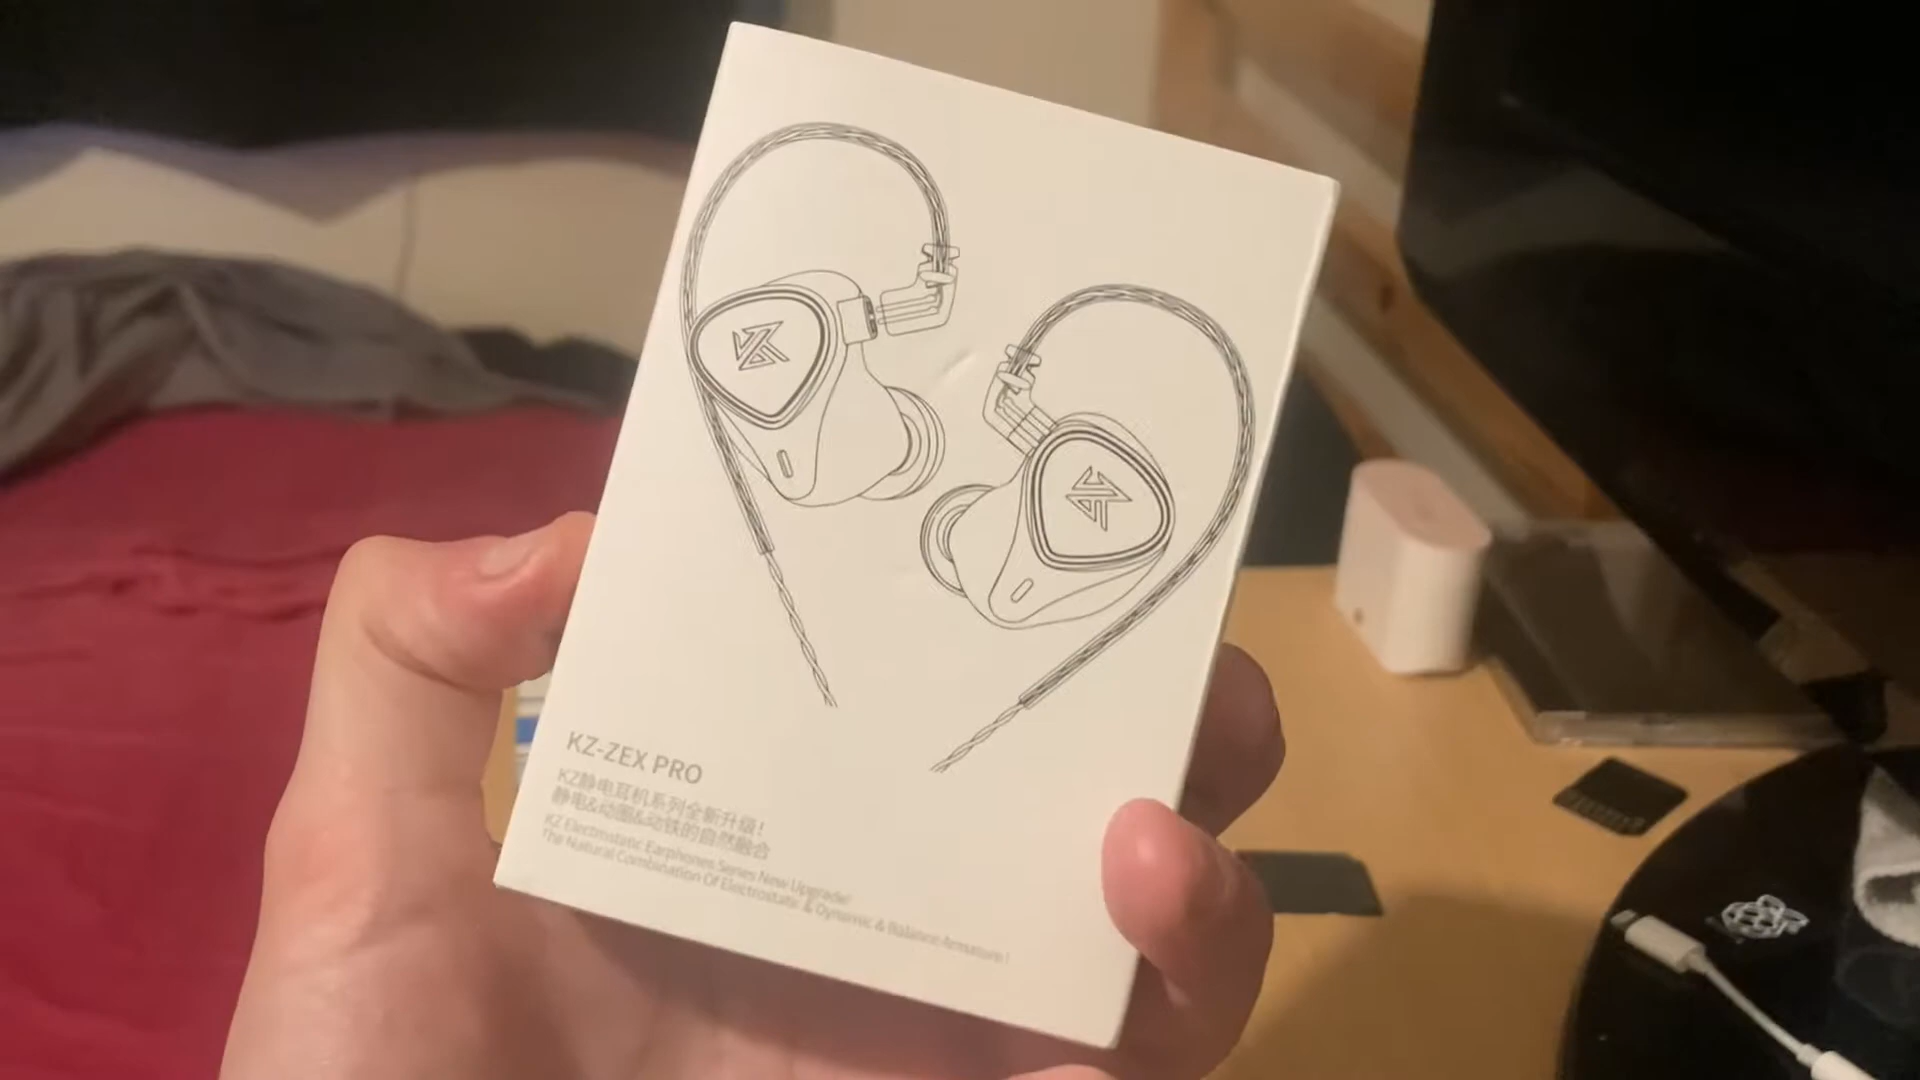 KZ-ZEX PRO
KZ静电耳机系列全新升级！
静电&动圈&动铁的自然融合
KZ Electrostatic Earphones Series New Upgrade!
The Natural Coimbination Of Electrostatic & Dynamic & Balance Armature !